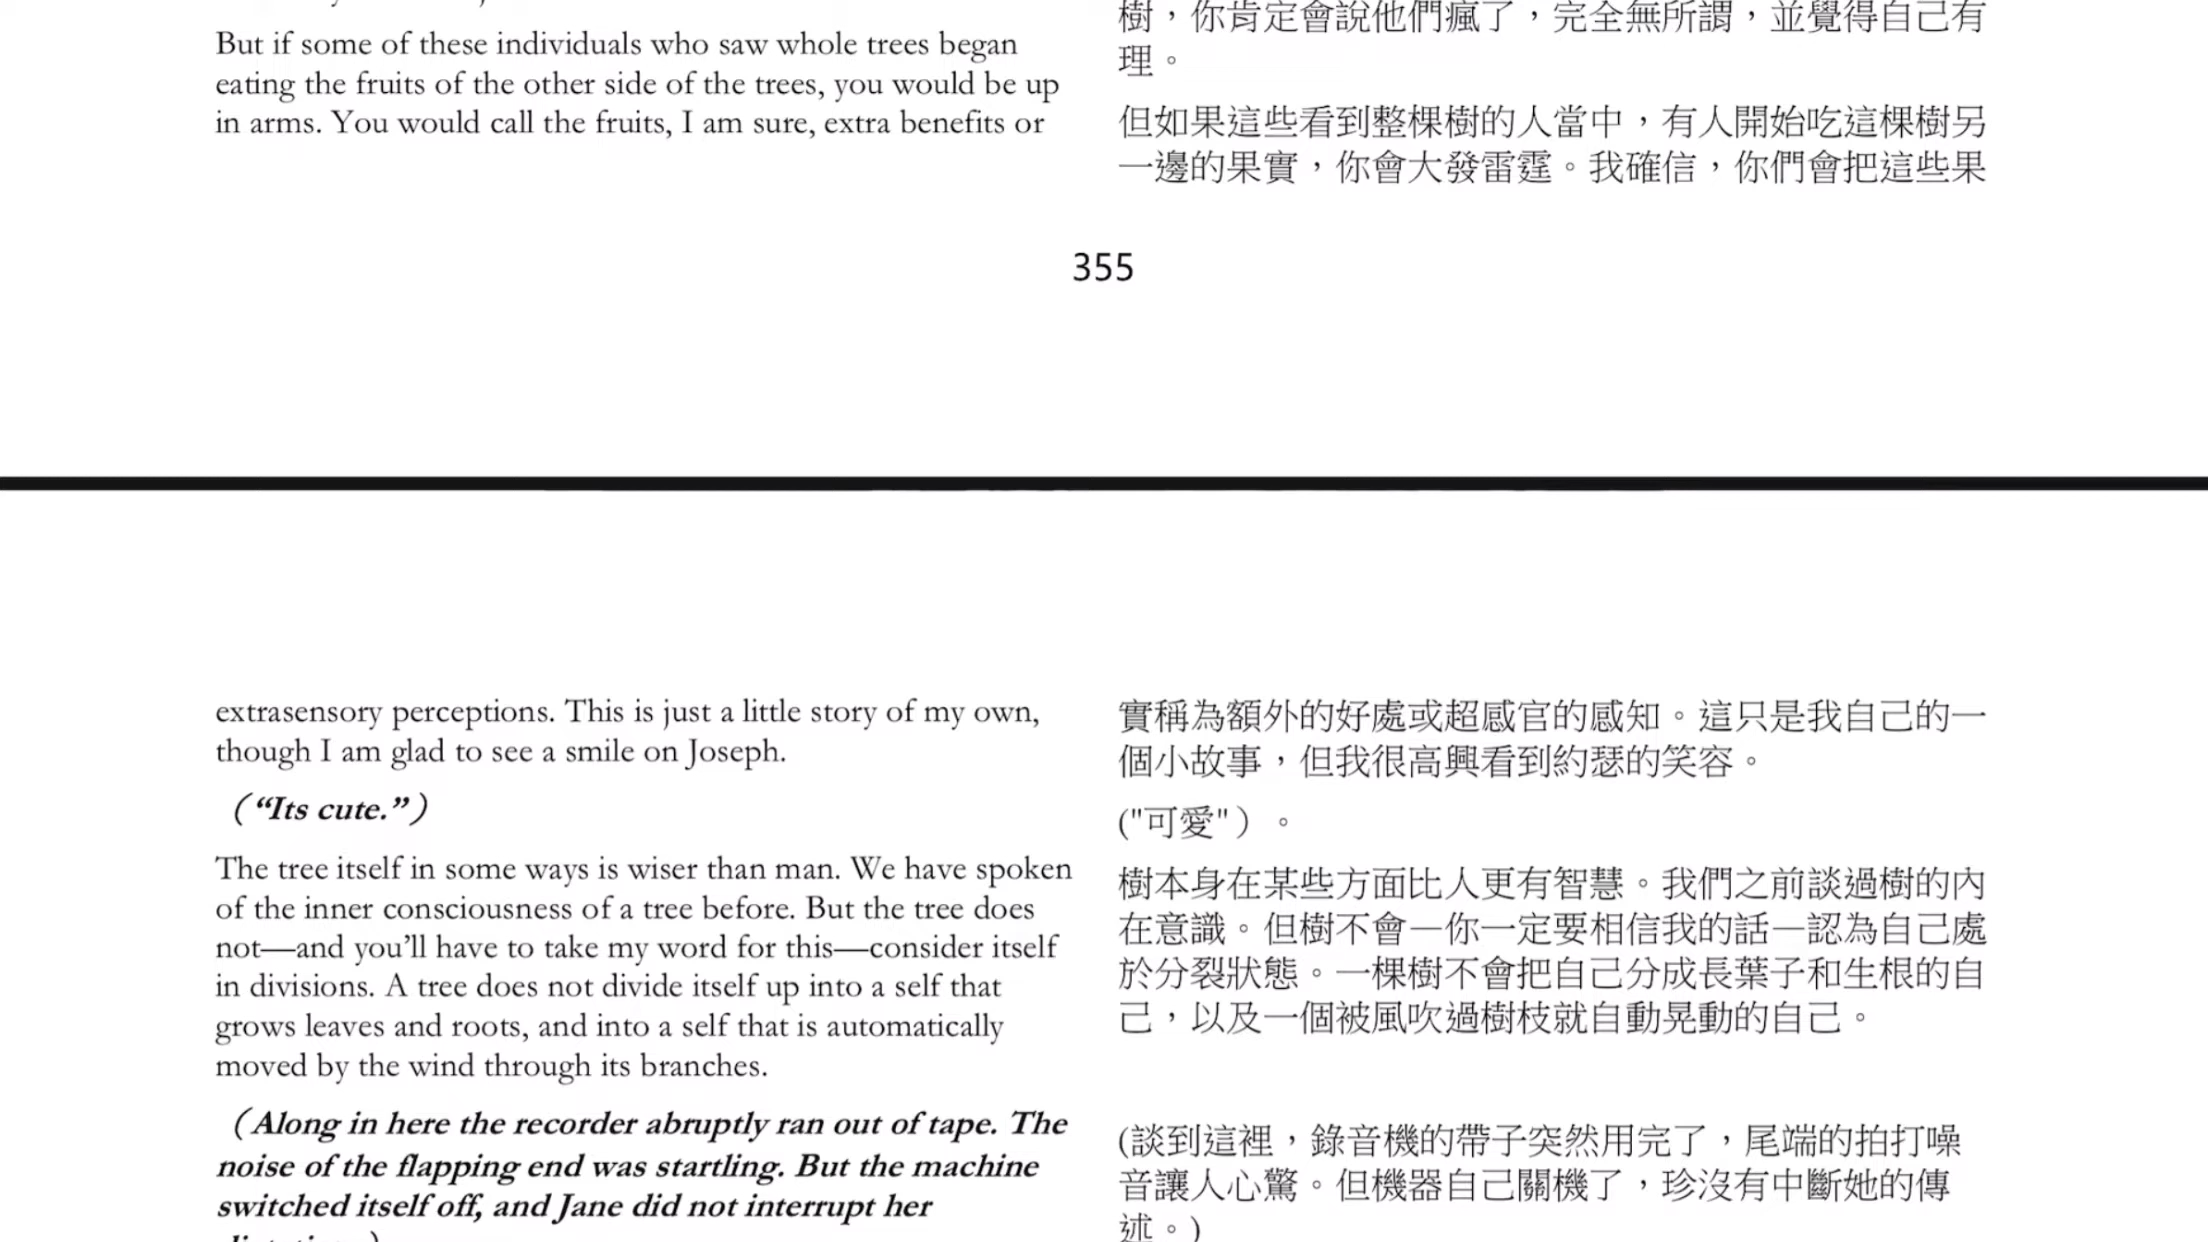 But if some of these individuals who saw whole trees began
eating the fruits of the other side of the trees, you would be up
in arms. You would call the fruits, I am sure, extra benefits or
樹，你肯定會說他們瘋了，完全無所謂，並覺得自己有
理。
但如果這些看到整棵樹的人當中，有人開始吃這棵樹另
一邊的果實，你會大發雷霆。我確信，你們會把這些果
355
extrasensory perceptions. This is just a little story of my own,
though I am glad to see a smile on Joseph.
（“Its cute.”）
The tree itself in some ways is wiser than man. We have spoken
of the inner consciousness of a tree before. But the tree does
not—and you’ll have to take my word for this—consider itself
in divisions. A tree does not divide itself up into a self that
grows leaves and roots, and into a self that is automatically
moved by the wind through its branches.
（Along in here the recorder abruptly ran out of tape. The
noise of the flapping end was startling. But the machine
switched itself off, and Jane did not interrupt her
實稱為額外的好處或超感官的感知。這只是我自己的一
個小故事，但我很高興看到約瑟的笑容。
("可愛"）。
樹本身在某些方面比人更有智慧。我們之前談過樹的內
在意識。但樹不會—你一定要相信我的話—認為自己處
於分裂狀態。一棵樹不會把自己分成長葉子和生根的自
己，以及一個被風吹過樹枝就自動晃動的自己。
(談到這裡，錄音機的帶子突然用完了，尾端的拍打噪
音讓人心驚。但機器自己關機了，珍沒有中斷她的傳
述。)